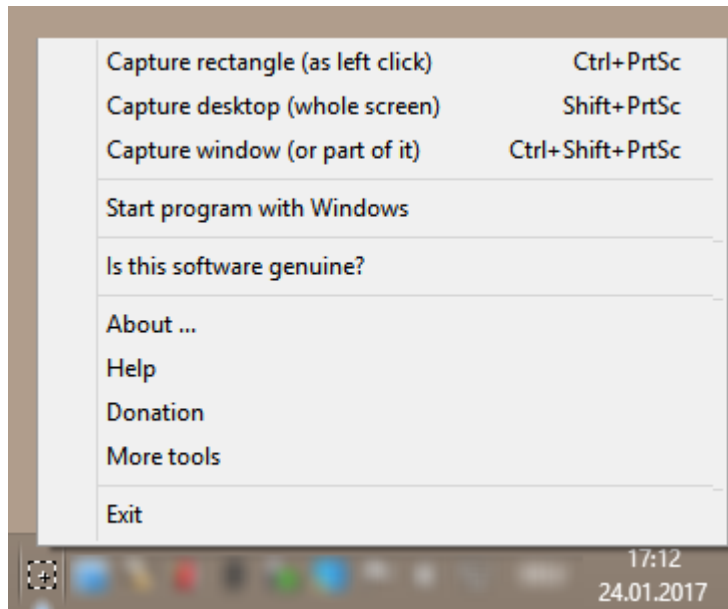 Capture rectangle (as left click) Ctrl+PrtSc
Capture desktop (whole screen) Shift+PrtSc
Capture window (or part of it) Ctrl+Shift+PrtSc
Start program with Windows
Is this software genuine?
About ...
Help
Donation
More tools
Exit
17:12
24.01.2017